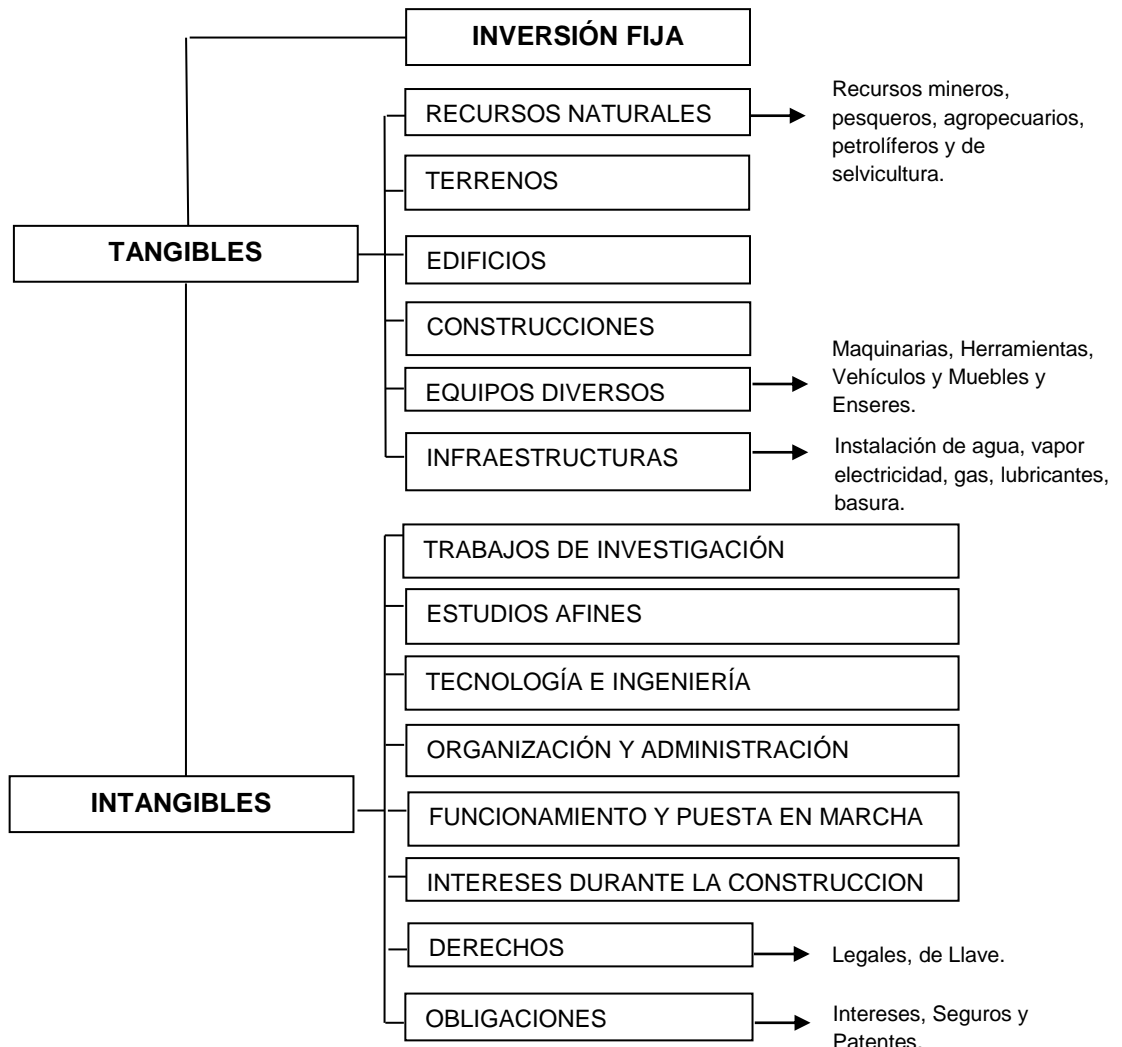 INVERSIÓN FIJA
RECURSOS NATURALES
Recursos mineros,
pesqueros, agropecuarios,
petrolíferos y de
selvicultura.
TERRENOS
TANGIBLES
EDIFICIOS
CONSTRUCCIONES
EQUIPOS DIVERSOS
Maquinarias, Herramientas,
Vehículos y Muebles y
Enseres.
INFRAESTRUCTURAS
Instalación de agua, vapor
electricidad, gas, lubricantes,
basura.
TRABAJOS DE INVESTIGACIÓN
ESTUDIOS AFINES
TECNOLOGÍA E INGENIERÍA
ORGANIZACIÓN Y ADMINISTRACIÓN
INTANGIBLES
FUNCIONAMIENTO Y PUESTA EN MARCHA
INTERESES DURANTE LA CONSTRUCCION
DERECHOS
Legales, de Llave.
OBLIGACIONES
Intereses, Seguros y
Patentes.